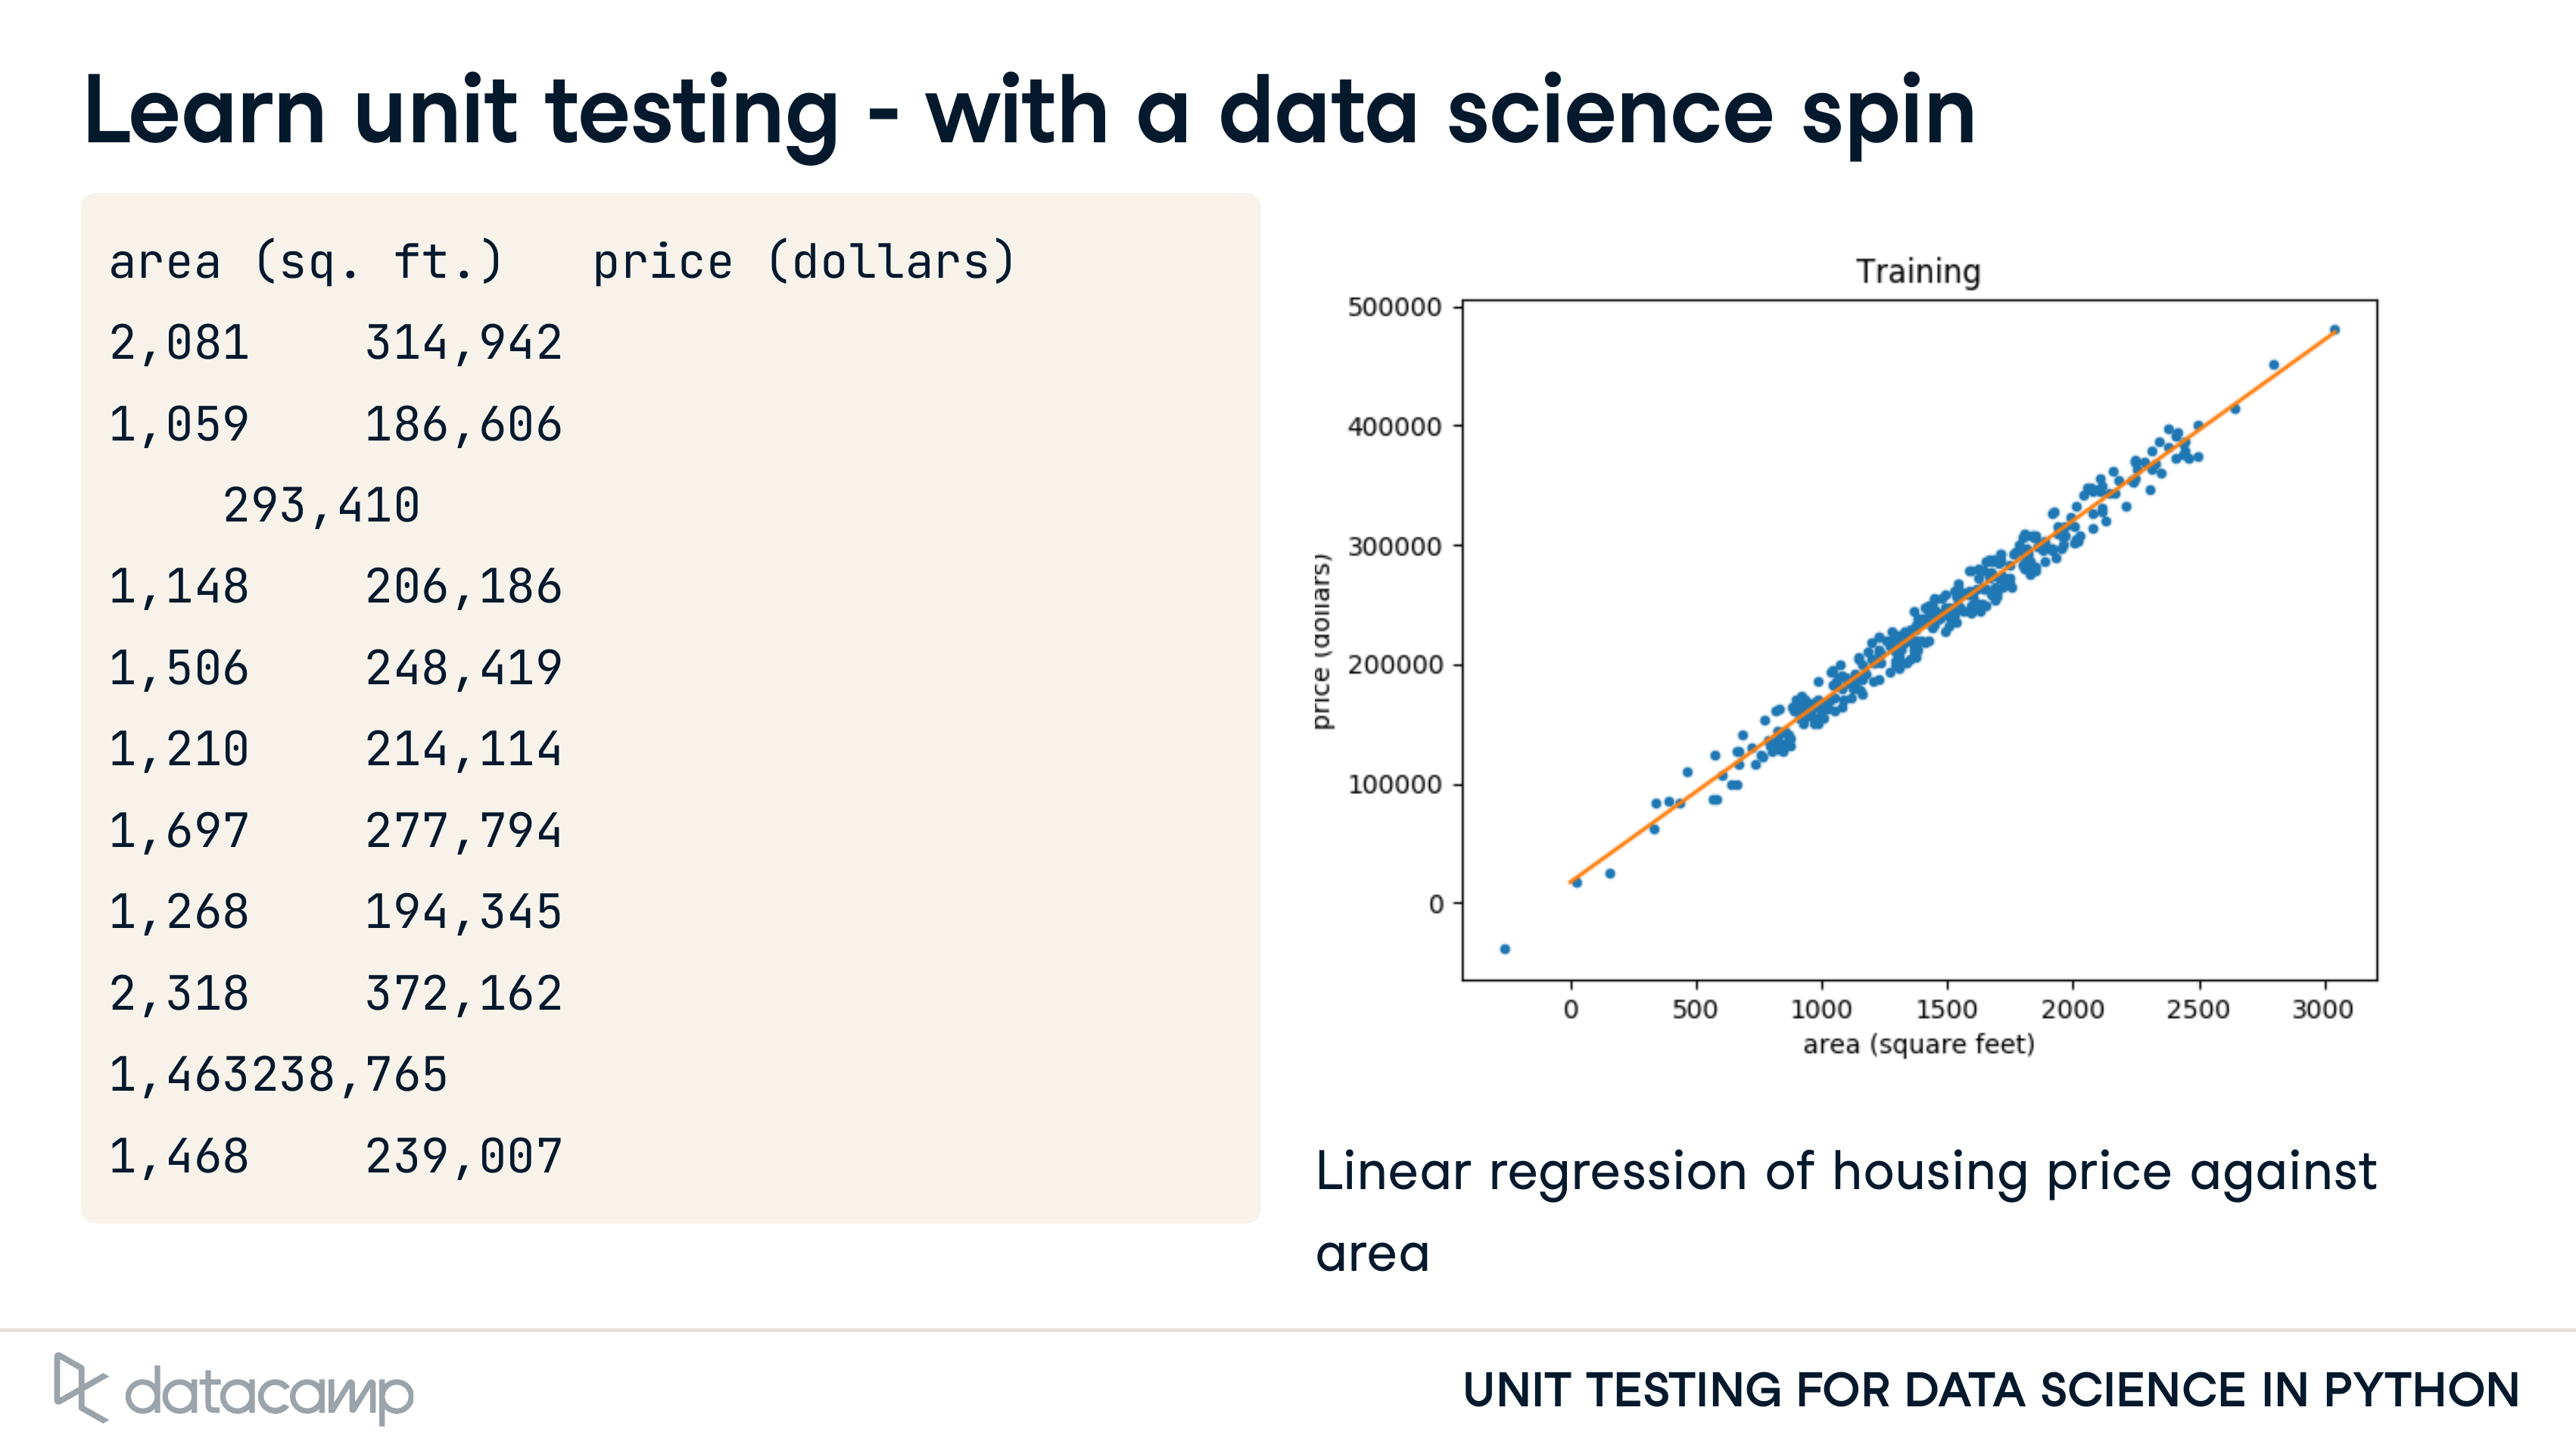 Learn unit testing - with a data science spin
area (sq. ft.)   price (dollars)
2,081    314,942
1,059    186,606
    293,410
1,148    206,186
1,506    248,419
1,210    214,114
1,697    277,794
1,268    194,345
2,318    372,162
1,463238,765
1,468    239,007
Training
500000
400000
300000
200000
100000
0
price (dollars)
0 500 1000 1500 2000 2500 3000
area (square feet)
Linear regression of housing price against
area
datacamp
UNIT TESTING FOR DATA SCIENCE IN PYTHON